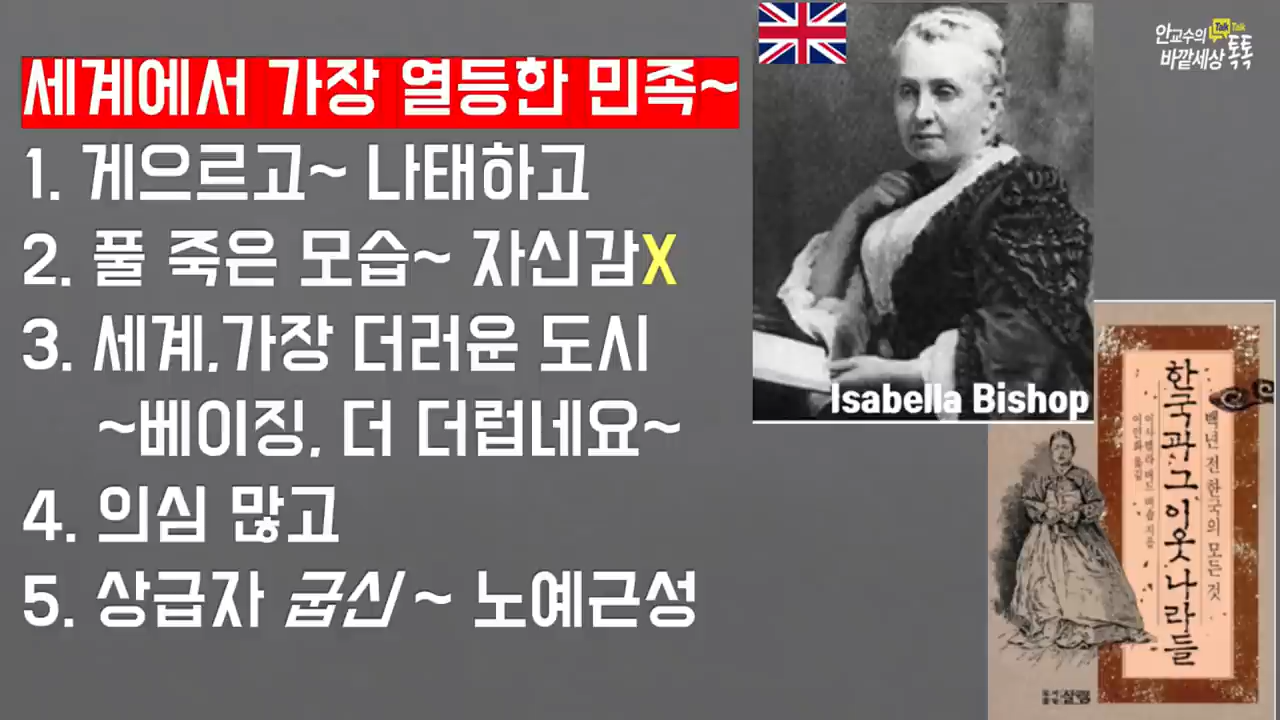 세계에서 가장 열등한 민족~
1. 게으르고~ 나태하고
2. 풀 죽은 모습~ 자신감X
3. 세계.가장 더러운 도시
~베이징. 더 더럽네요~
4. 의심 많고
5. 상급자 굽신~ 노예근성
Isabella Bishop
안교수의 Talk Talk
바깥세상 톡톡
한국과 그 이웃나라들
백년 전 한국의 모든 것
이사벨라 버드 비숍 지음
이인화 옮김
도서출판 살림